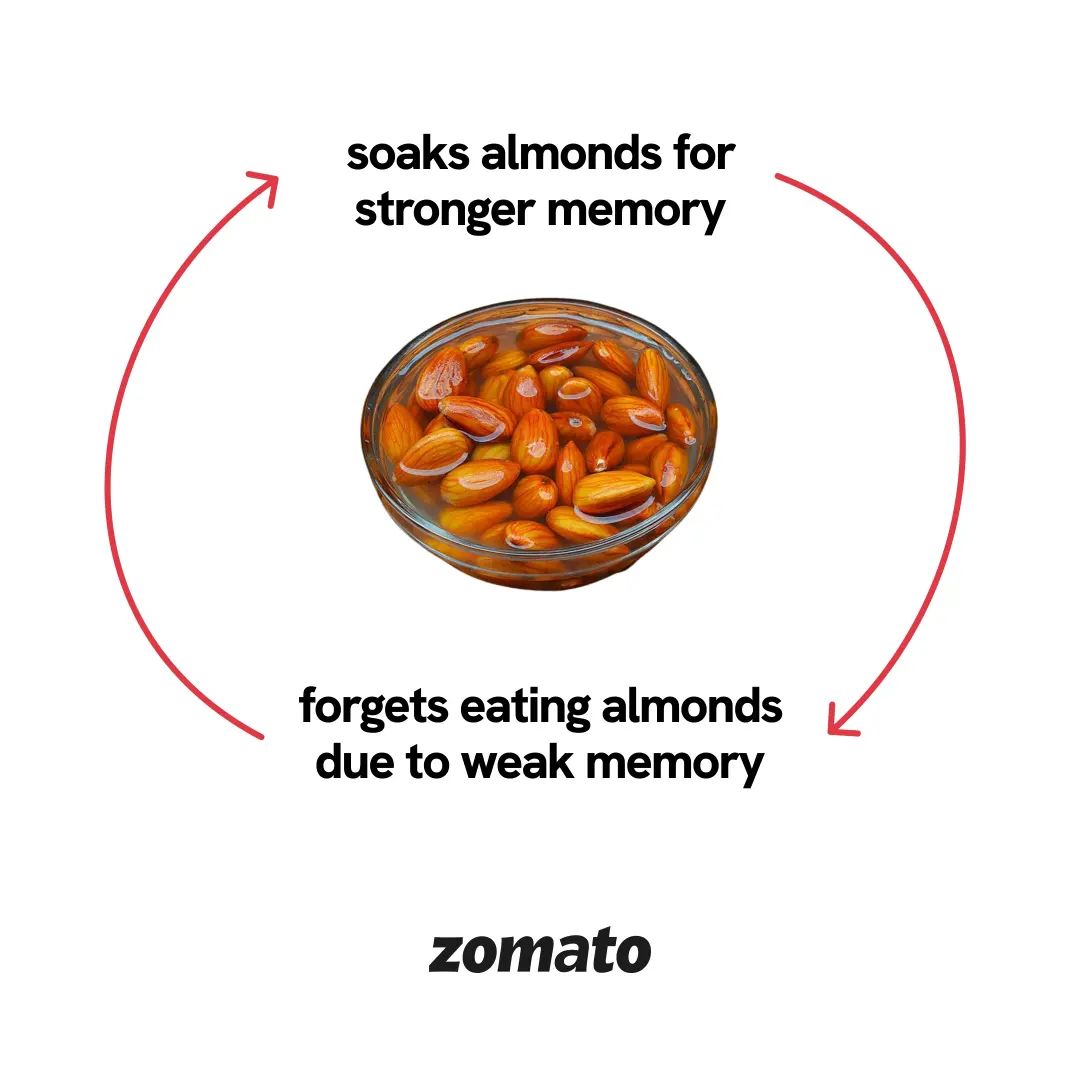 soaks almonds for
stronger memory
forgets eating almonds
due to weak memory
zomato